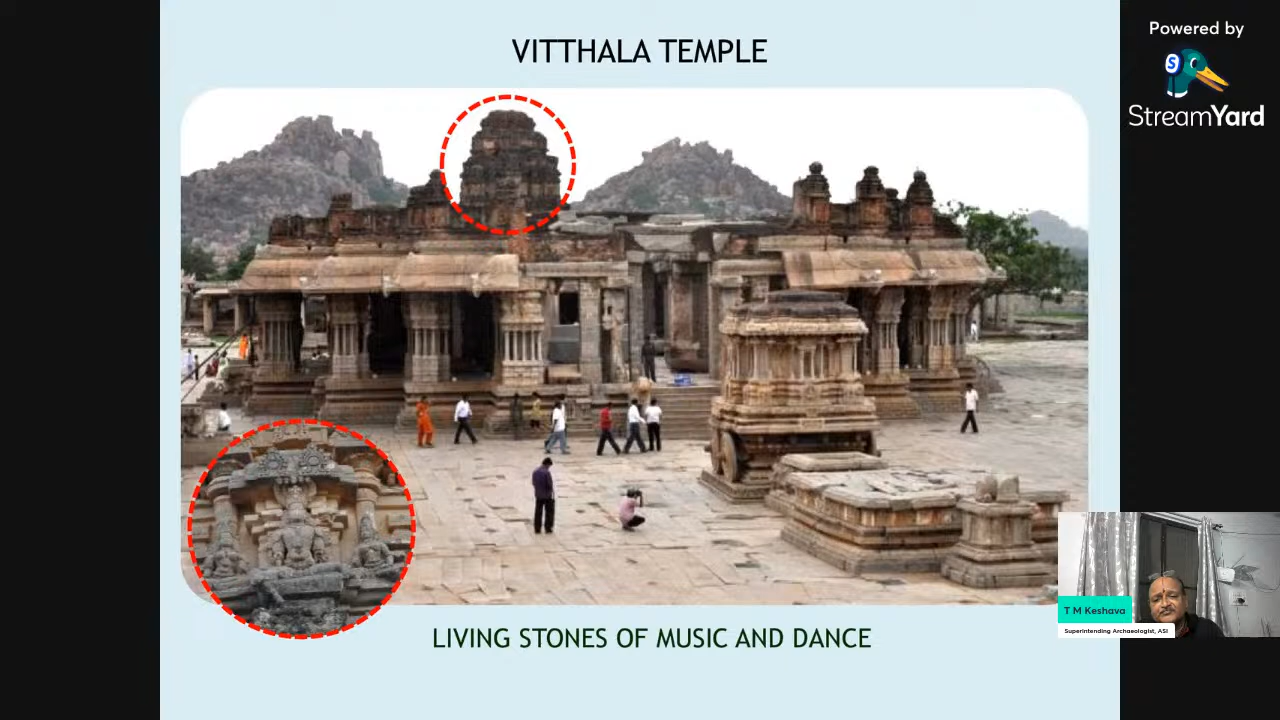 VITTHALA TEMPLE
Powered by
S
StreamYard
T M Keshava
Superintending Archaeologist, ASI
LIVING STONES OF MUSIC AND DANCE